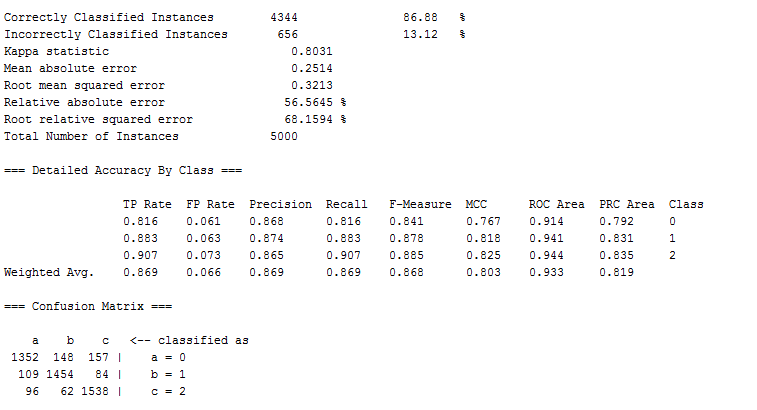 Correctly Classified Instances 4344 86.88 %
Incorrectly Classified Instances 656 13.12 %
Kappa statistic 0.8031
Mean absolute error 0.2514
Root mean squared error 0.3213
Relative absolute error 56.5645 %
Root relative squared error 68.1594 %
Total Number of Instances 5000
=== Detailed Accuracy By Class ===
TP Rate FP Rate Precision Recall F-Measure MCC ROC Area PRC Area Class
0.816 0.061 0.868 0.816 0.841 0.767 0.914 0.792 0
0.883 0.063 0.874 0.883 0.878 0.818 0.941 0.831 1
0.907 0.073 0.865 0.907 0.885 0.825 0.944 0.835 2
Weighted Avg. 0.869 0.066 0.869 0.869 0.868 0.803 0.933 0.819
=== Confusion Matrix ===
a b c <-- classified as
1352 148 157 | a = 0
109 1454 84 | b = 1
96 62 1538 | c = 2